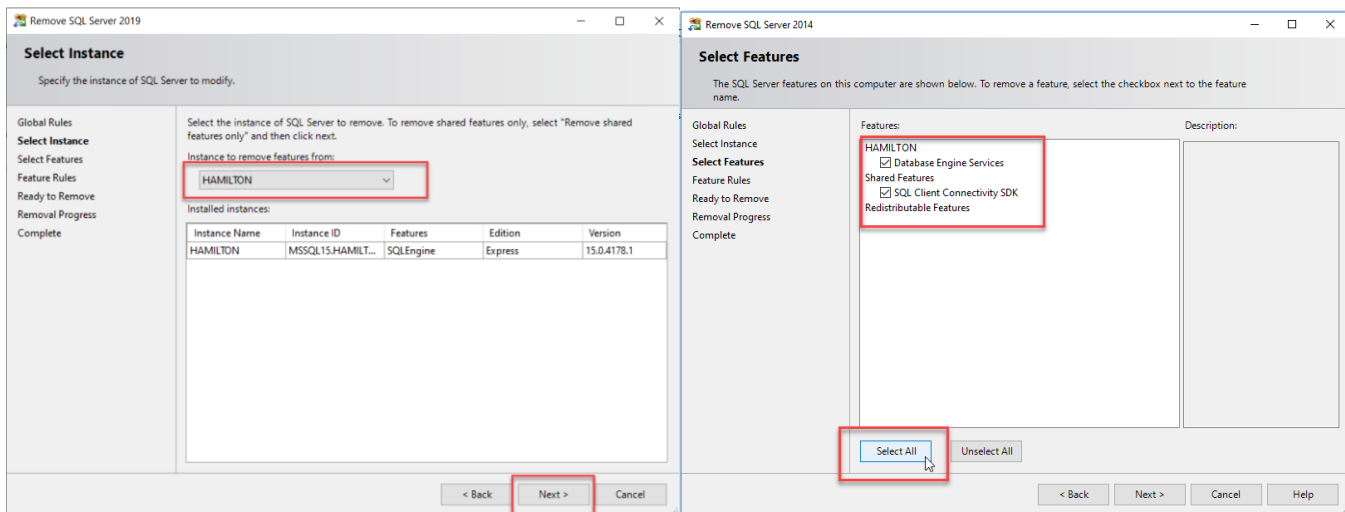 Remove SQL Server 2019
Select Instance
Specify the instance of SQL Server to modify.
Global Rules
Select Instance
Select Features
Feature Rules
Ready to Remove
Removal Progress
Complete
Select the instance of SQL Server to remove. To remove shared features only, select "Remove shared
features only" and then click next.
Instance to remove features from:
HAMILTON
Installed instances:
Instance Name Instance ID Features Edition Version
HAMILTON MSSQL15.HAMILT... SQLEngine Express 15.0.4178.1
< Back Next > Cancel
Remove SQL Server 2014
Select Features
The SQL Server features on this computer are shown below. To remove a feature, select the checkbox next to the feature
name.
Global Rules
Select Instance
Select Features
Feature Rules
Ready to Remove
Removal Progress
Complete
Features:
HAMILTON
Database Engine Services
Shared Features
SQL Client Connectivity SDK
Redistributable Features
Description:
Select All Unselect All
< Back Next > Cancel Help